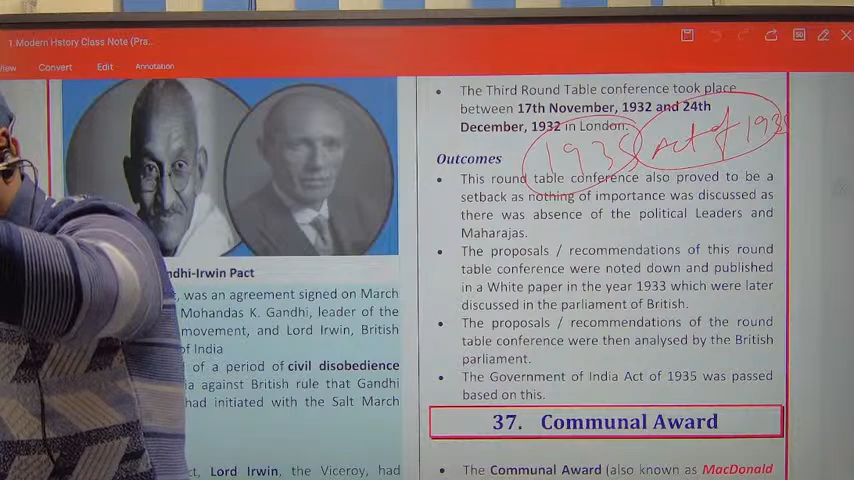 1.Modern Hstory Class Note (Pra...
View
Convert
Edit
Annotation
50
ndhi-Irwin Pact
, was an agreement signed on March
Mohandas K. Gandhi, leader of the
movement, and Lord Irwin, British
of India
of a period of civil disobedience
against British rule that Gandhi
had initiated with the Salt March
Lord Irwin, the Viceroy, had
• The Third Round Table conference took place
between 17th November, 1932 and 24th
December, 1932 in London.
1935
Act of 1935
Outcomes
• This round table conference also proved to be a
setback as nothing of importance was discussed as
there was absence of the political Leaders and
Maharajas.
• The proposals / recommendations of this round
table conference were noted down and published
in a White paper in the year 1933 which were later
discussed in the parliament of British.
• The proposals / recommendations of the round
table conference were then analysed by the British
parliament.
• The Government of India Act of 1935 was passed
based on this.
37. Communal Award
• The Communal Award (also known as MacDonald